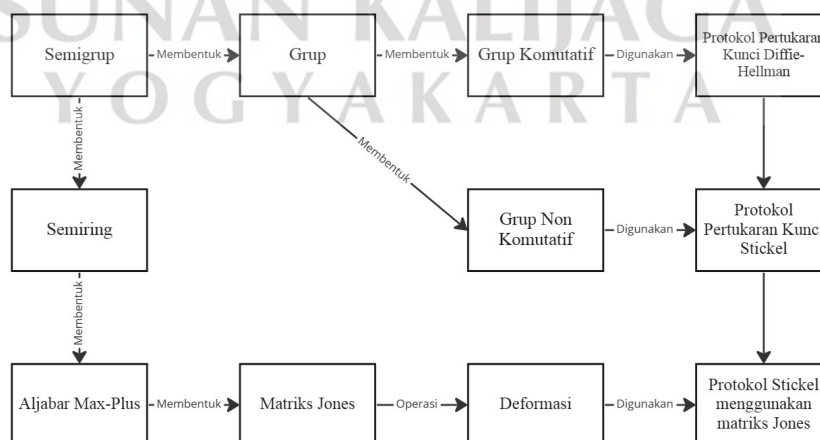 SUNAN KALIJAGA
YOGYAKARTA
Semigrup
Membentuk
Grup
Membentuk
Grup Komutatif
Digunakan
Protokol Pertukaran
Kunci Diffie-
Hellman
Membentuk
Membentuk
Semiring
Grup Non
Komutatif
Digunakan
Protokol
Pertukaran Kunci
Stickel
Membentuk
Aljabar Max-Plus
Membentuk
Matriks Jones
Operasi
Deformasi
Digunakan
Protokol Stickel
menggunakan
matriks Jones